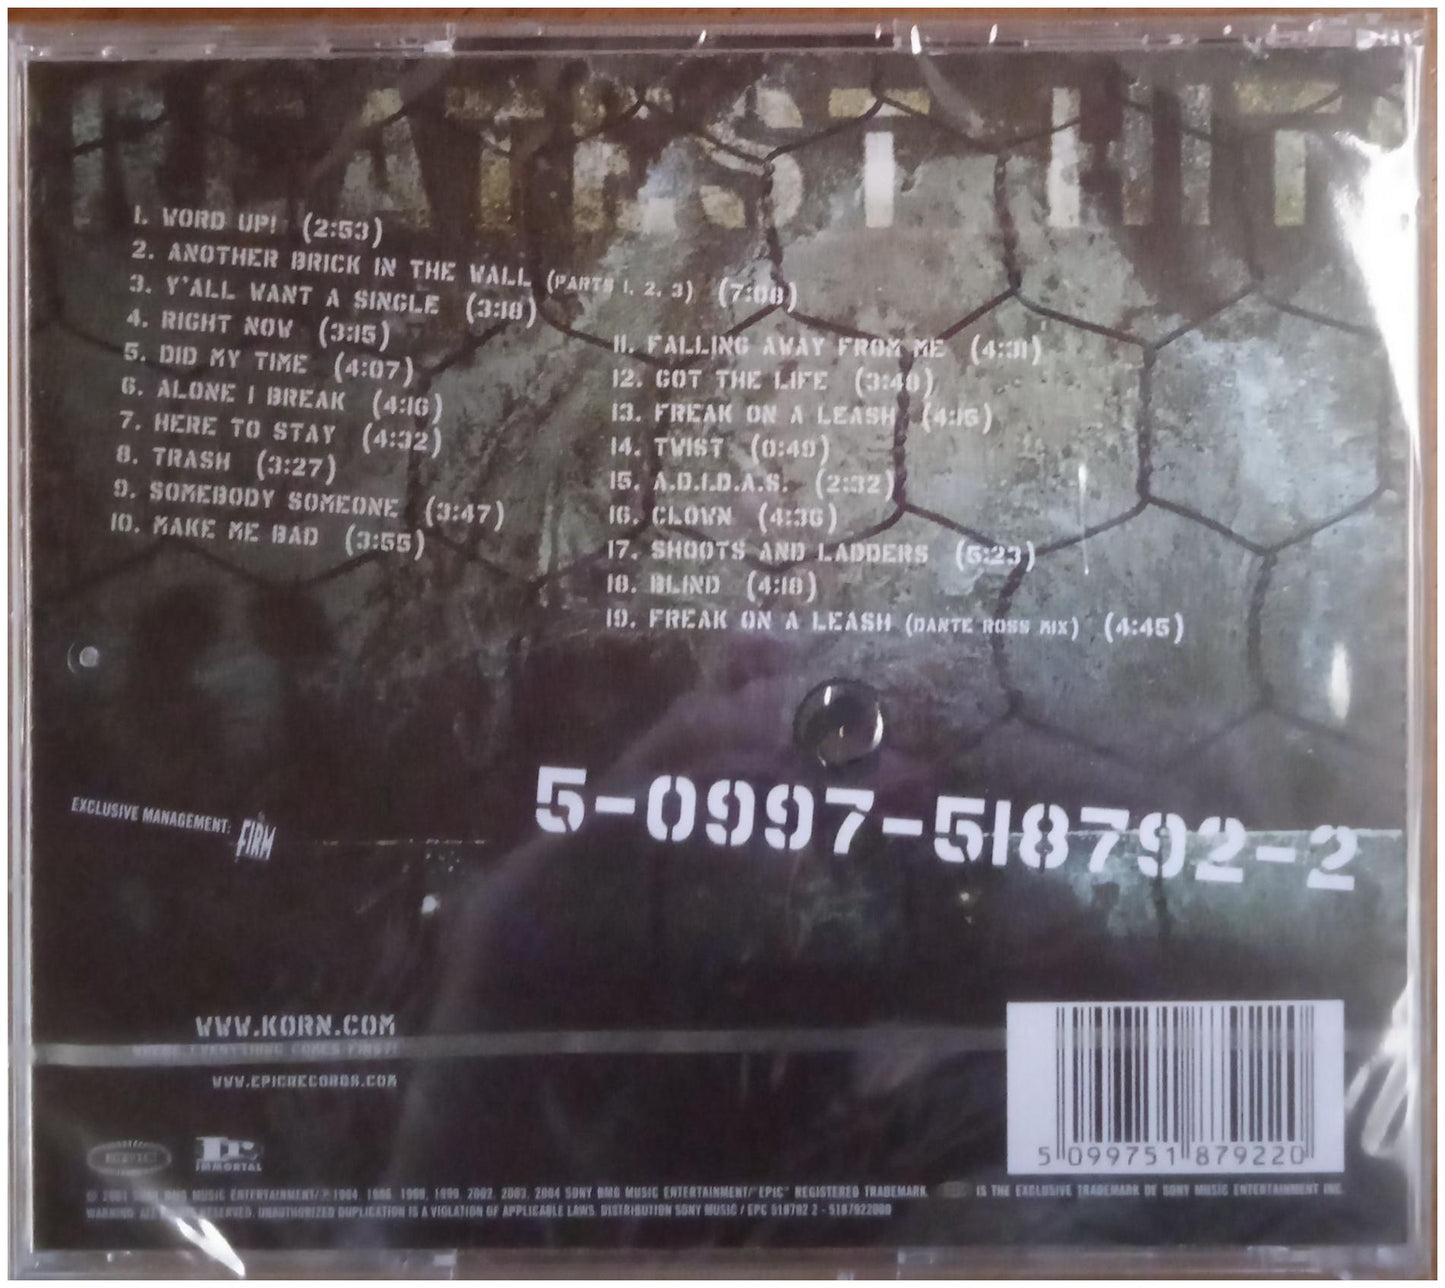 1. WORD UP! (2:53)
2. ANOTHER BRICK IN THE WALL (PARTS 1, 2, 3) (7:08)
3. Y'ALL WANT A SINGLE (3:18)
4. RIGHT NOW (3:15)
5. DID MY TIME (4:07)
6. ALONE I BREAK (4:16)
7. HERE TO STAY (4:32)
8. TRASH (3:27)
9. SOMEBODY SOMEONE (3:47)
10. MAKE ME BAD (3:55)
11. FALLING AWAY FROM ME (4:31)
12. GOT THE LIFE (3:48)
13. FREAK ON A LEASH (4:15)
14. TWIST (0:49)
15. A.D.I.D.A.S. (2:32)
16. CLOWN (4:36)
17. SHOOTS AND LADDERS (5:23)
18. BLIND (4:18)
19. FREAK ON A LEASH (DANTE ROSS MIX) (4:45)
5-0997-518792-2
EXCLUSIVE MANAGEMENT: FIRM
WWW.KORN.COM
WWW.EPICRECORDS.COM
EPIC
IMMORTAL
5 099751 879220
SONY BMG MUSIC ENTERTAINMENT/ 1994, 1996, 1998, 1999, 2002, 2003, 2004 SONY BMG MUSIC ENTERTAINMENT/"EPIC" REGISTERED TRADEMARK. IS THE EXCLUSIVE TRADEMARK OF SONY MUSIC ENTERTAINMENT INC.
WARNING: ALL RIGHTS RESERVED. UNAUTHORIZED DUPLICATION IS A VIOLATION OF APPLICABLE LAWS. DISTRIBUTION SONY MUSIC / EPC 518792 2 - 5187922000